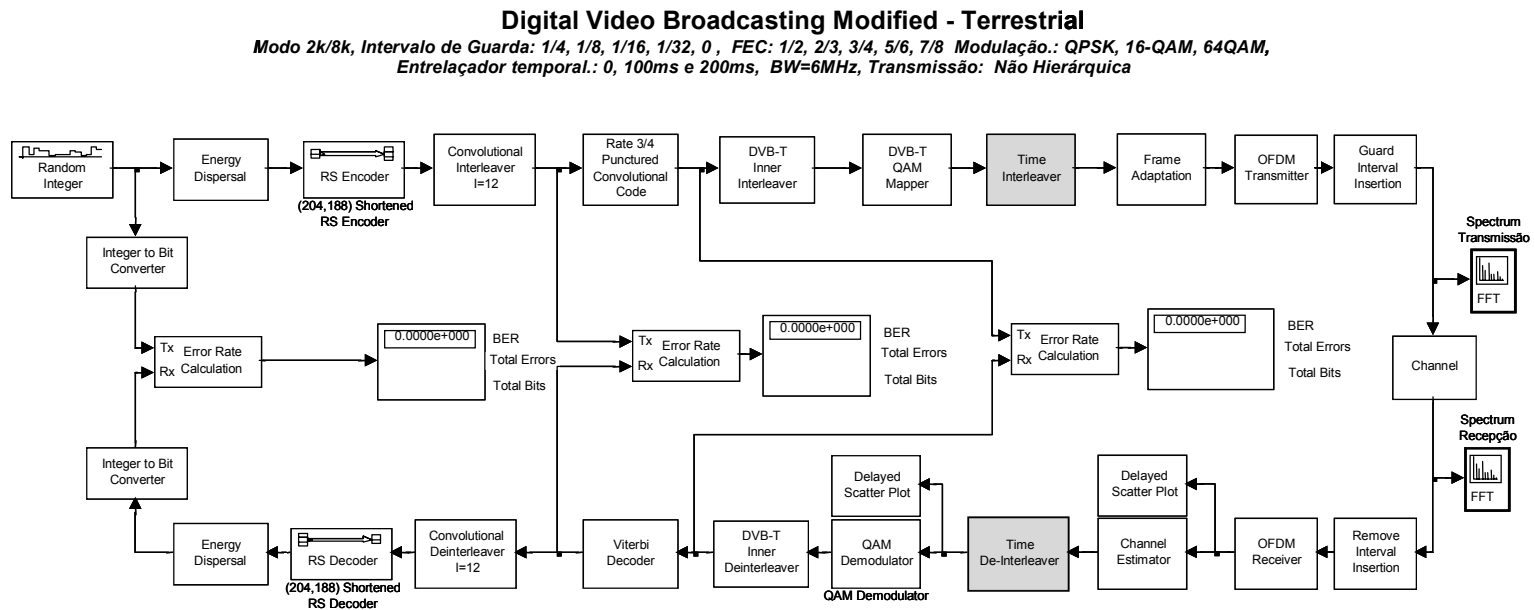 Digital Video Broadcasting Modified - Terrestrial
Modo 2k/8k, Intervalo de Guarda: 1/4, 1/8, 1/16, 1/32, 0 , FEC: 1/2, 2/3, 3/4, 5/6, 7/8 Modulação.: QPSK, 16-QAM, 64QAM,
Entrelaçador temporal.: 0, 100ms e 200ms, BW=6MHz, Transmissão: Não Hierárquica
Random
Integer
Energy
Dispersal
RS Encoder
(204,188) Shortened
RS Encoder
Convolutional
Interleaver
I=12
Rate 3/4
Punctured
Convolutional
Code
DVB-T
Inner
Interleaver
DVB-T
QAM
Mapper
Time
Interleaver
Frame
Adaptation
OFDM
Transmitter
Guard
Interval
Insertion
Spectrum
Transmissão
FFT
Integer to Bit
Converter
Tx
Rx
Error Rate
Calculation
0.0000e+000
BER
Total Errors
Total Bits
Tx
Rx
Error Rate
Calculation
0.0000e+000
BER
Total Errors
Total Bits
Tx
Rx
Error Rate
Calculation
0.0000e+000
BER
Total Errors
Total Bits
Channel
Spectrum
Recepção
FFT
Integer to Bit
Converter
Delayed
Scatter Plot
Delayed
Scatter Plot
Energy
Dispersal
RS Decoder
(204,188) Shortened
RS Decoder
Convolutional
Deinterleaver
I=12
Viterbi
Decoder
DVB-T
Inner
Deinterleaver
QAM
Demodulator
QAM Demodulator
Time
De-Interleaver
Channel
Estimator
OFDM
Receiver
Remove
Interval
Insertion